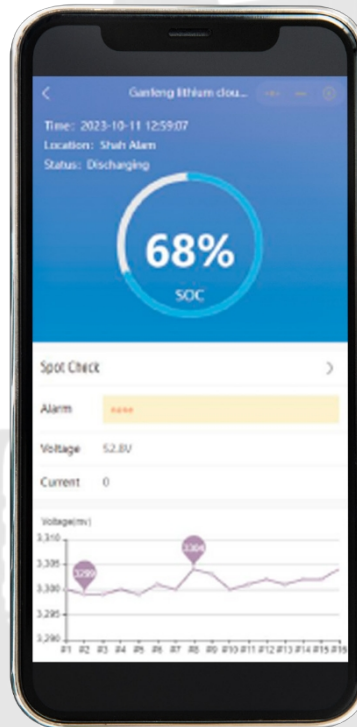 Ganfeng lithium clou...
Time: 2023-10-11 12:59:07
Location: Shah Alam
Status: Discharging
68%
SOC
Spot Check
Alarm
none
Voltage 52.8V
Current 0
Voltage(mv)
3,310
3,305
3,300
3,295
3,290
3299
3304
#1 #2 #3 #4 #5 #6 #7 #8 #9 #10 #11 #12 #13 #14 #15 #16